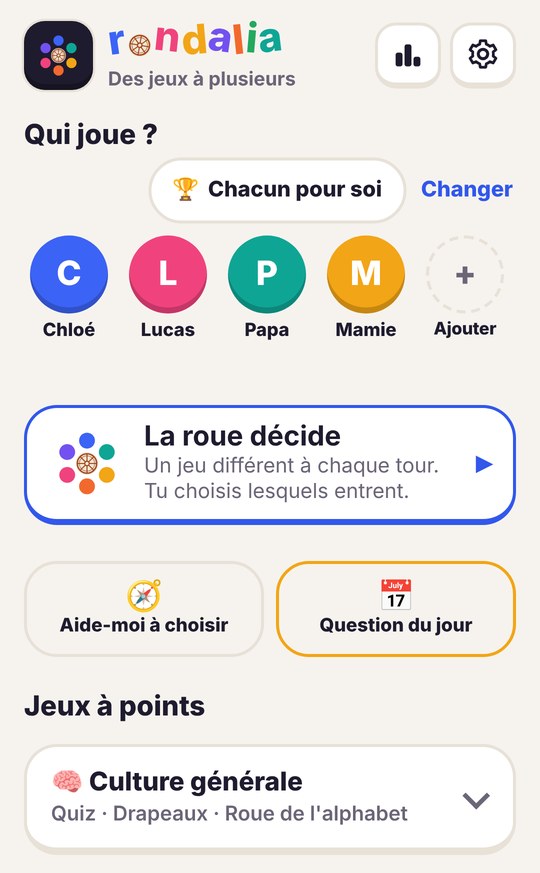 rondalia
Des jeux à plusieurs
Qui joue ?
🏆 Chacun pour soi
Changer
C
L
P
M
+
Chloé
Lucas
Papa
Mamie
Ajouter
La roue décide
Un jeu différent à chaque tour.
Tu choisis lesquels entrent.
Aide-moi à choisir
July
17
Question du jour
Jeux à points
🧠 Culture générale
Quiz · Drapeaux · Roue de l'alphabet